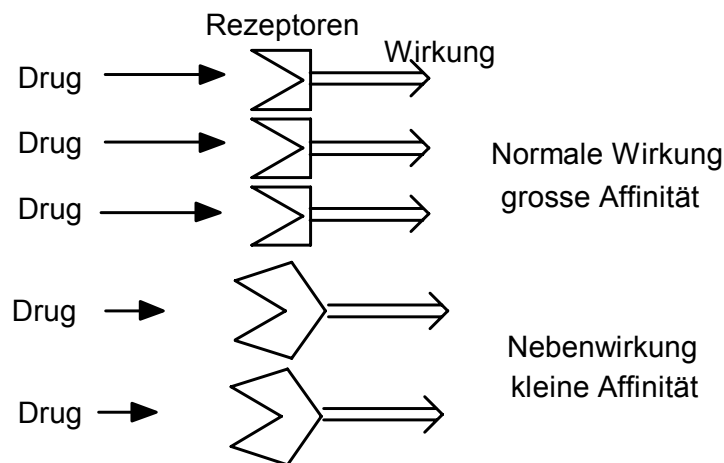 Rezeptoren
Wirkung
Drug
Drug
Drug
Normale Wirkung
grosse Affinität
Drug
Drug
Nebenwirkung
kleine Affinität